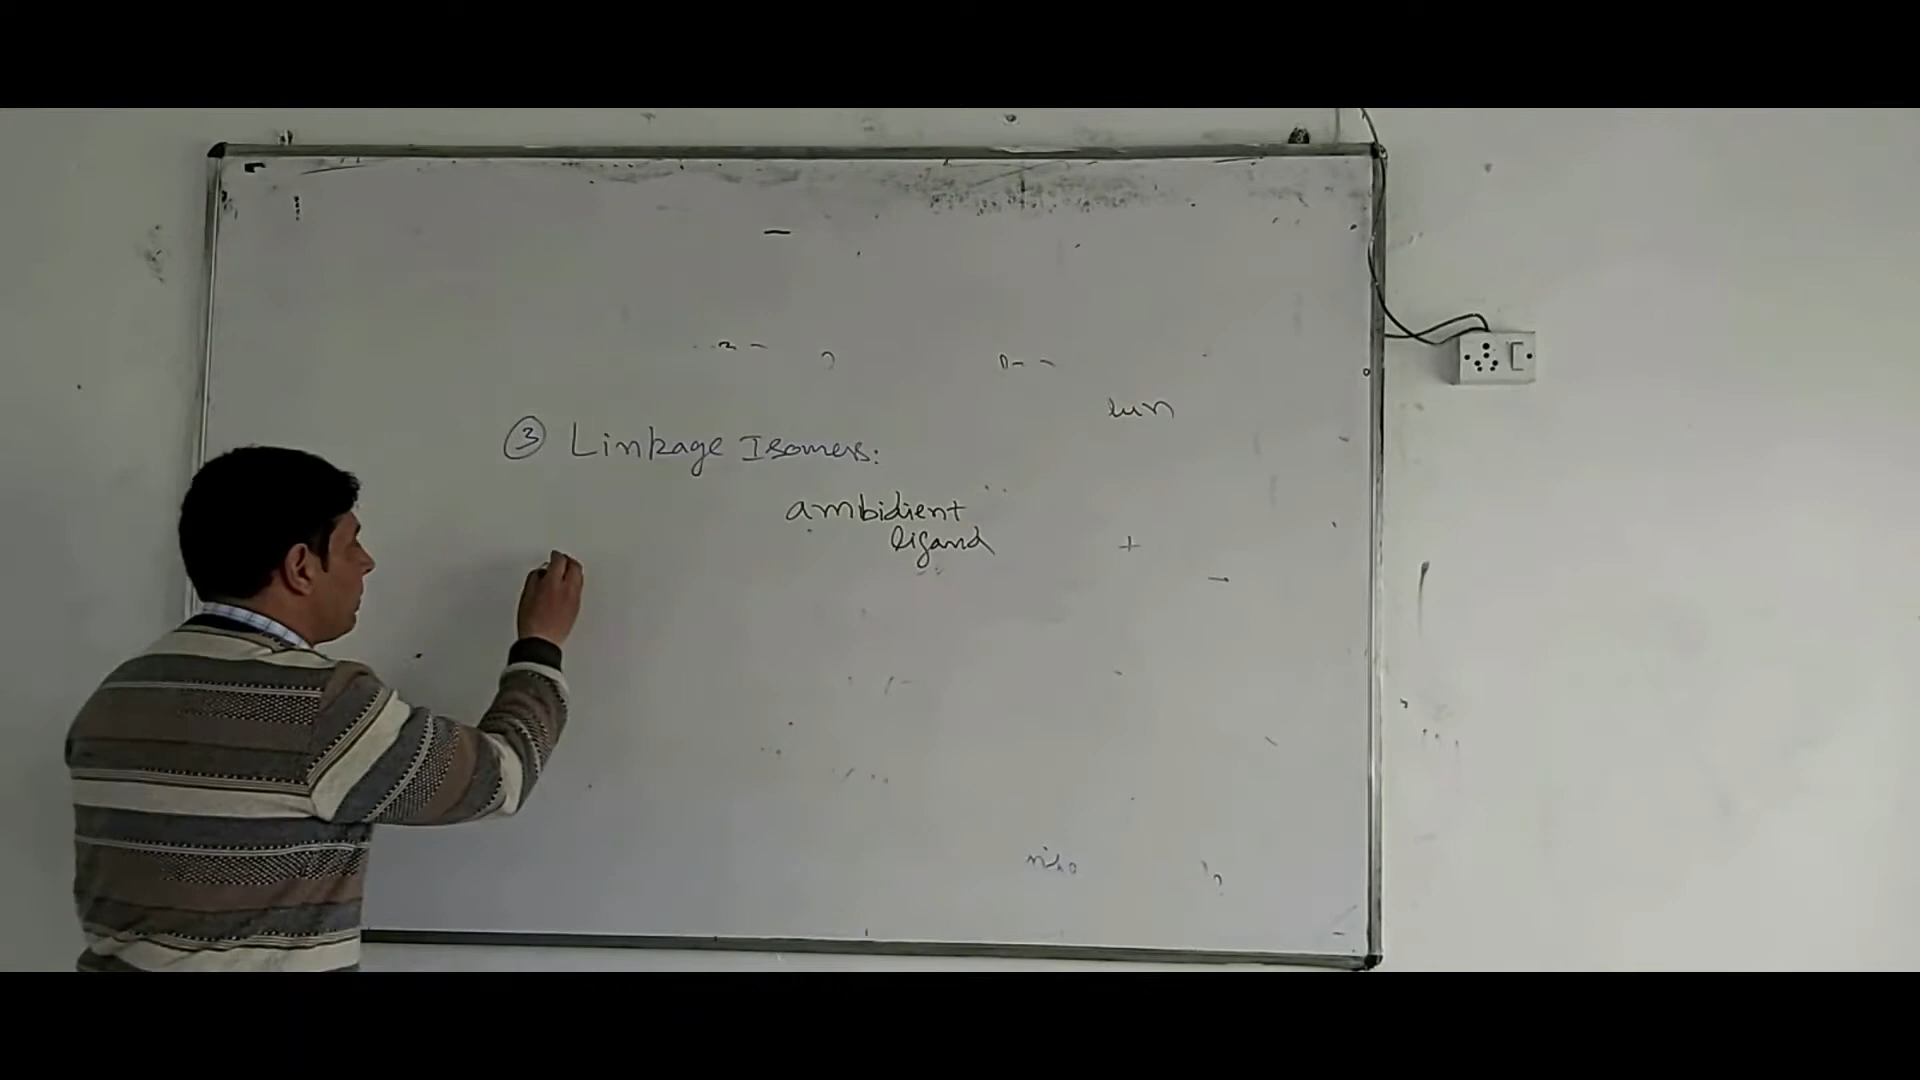 ③ Linkage Isomers:
ambidient
ligand